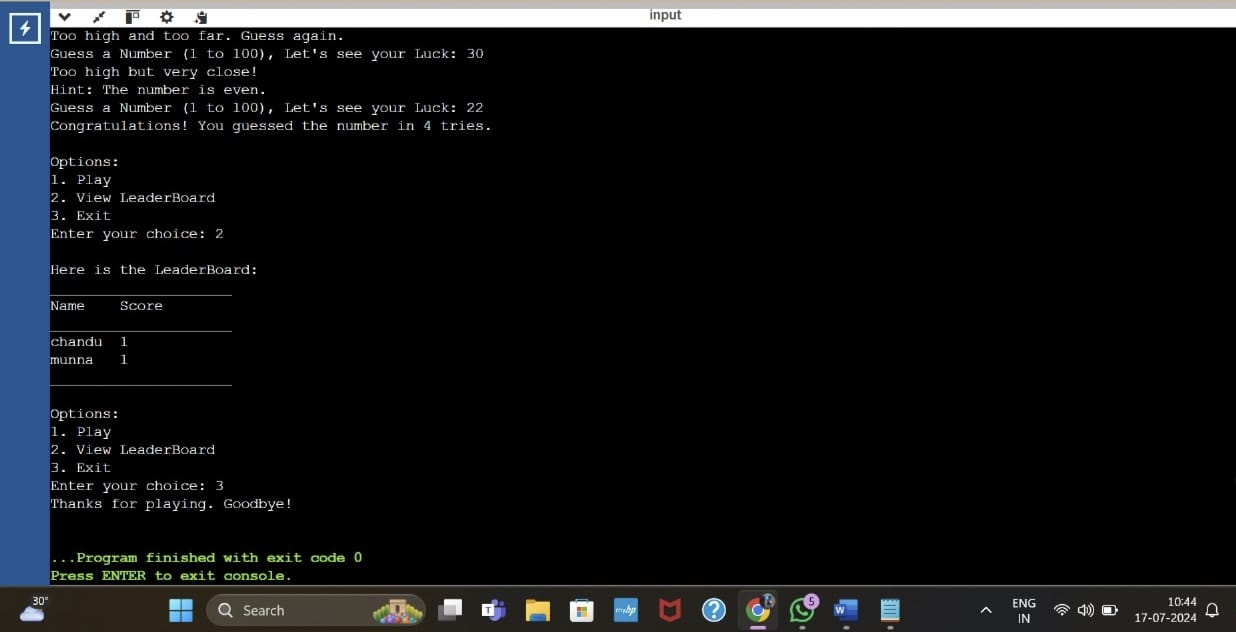 input
Too high and too far. Guess again.
Guess a Number (1 to 100), Let's see your Luck: 30
Too high but very close!
Hint: The number is even.
Guess a Number (1 to 100), Let's see your Luck: 22
Congratulations! You guessed the number in 4 tries.
Options:
1. Play
2. View LeaderBoard
3. Exit
Enter your choice: 2
Here is the LeaderBoard:
Name Score
chandu 1
munna 1
Options:
1. Play
2. View LeaderBoard
3. Exit
Enter your choice: 3
Thanks for playing. Goodbye!
...Program finished with exit code 0
Press ENTER to exit console.
30°
Search
T
myhp
?
5
W
ENG
IN
10:44
17-07-2024